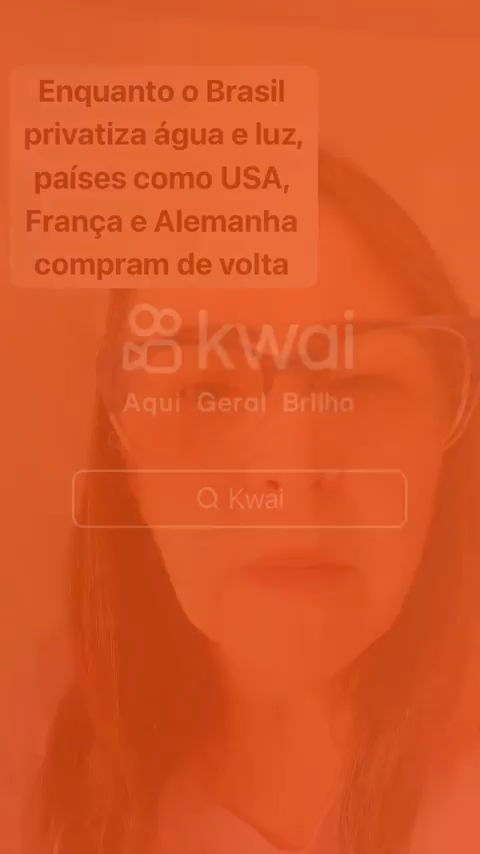 Enquanto o Brasil
privatiza água e luz,
países como USA,
França e Alemanha
compram de volta
kwai
Aqui Geral Brilha
Kwai